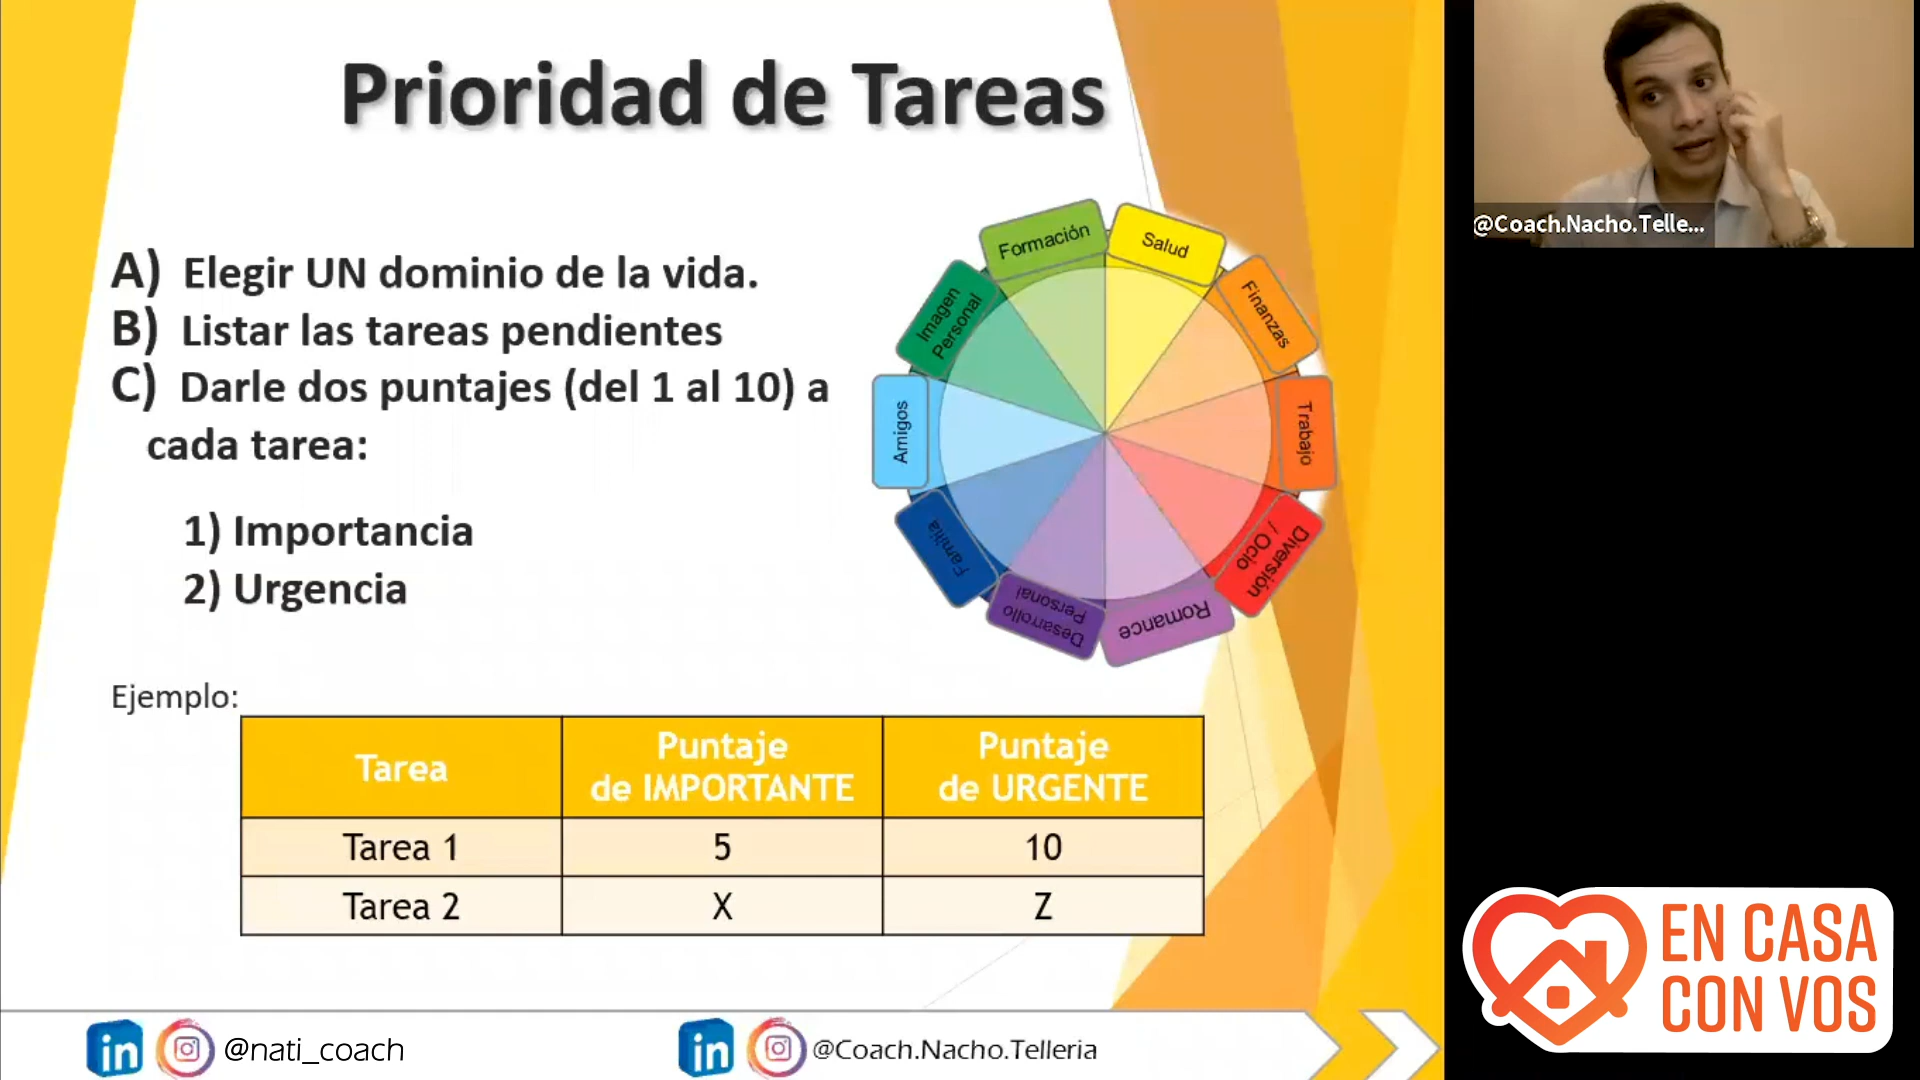 Prioridad de Tareas
@Coach.Nacho.Telle...
A) Elegir UN dominio de la vida.
B) Listar las tareas pendientes
C) Darle dos puntajes (del 1 al 10) a
cada tarea:
1) Importancia
2) Urgencia
Formación
Salud
Finanzas
Trabajo
Diversión
/ Ocio
Romance
Desarrollo
Personal
Familia
Amigos
Imagen
Personal
Ejemplo:
Tarea
Puntaje
de IMPORTANTE
Puntaje
de URGENTE
Tarea 1 5 10
Tarea 2 X Z
EN CASA
CON VOS
in @nati_coach
in @Coach.Nacho.Telleria